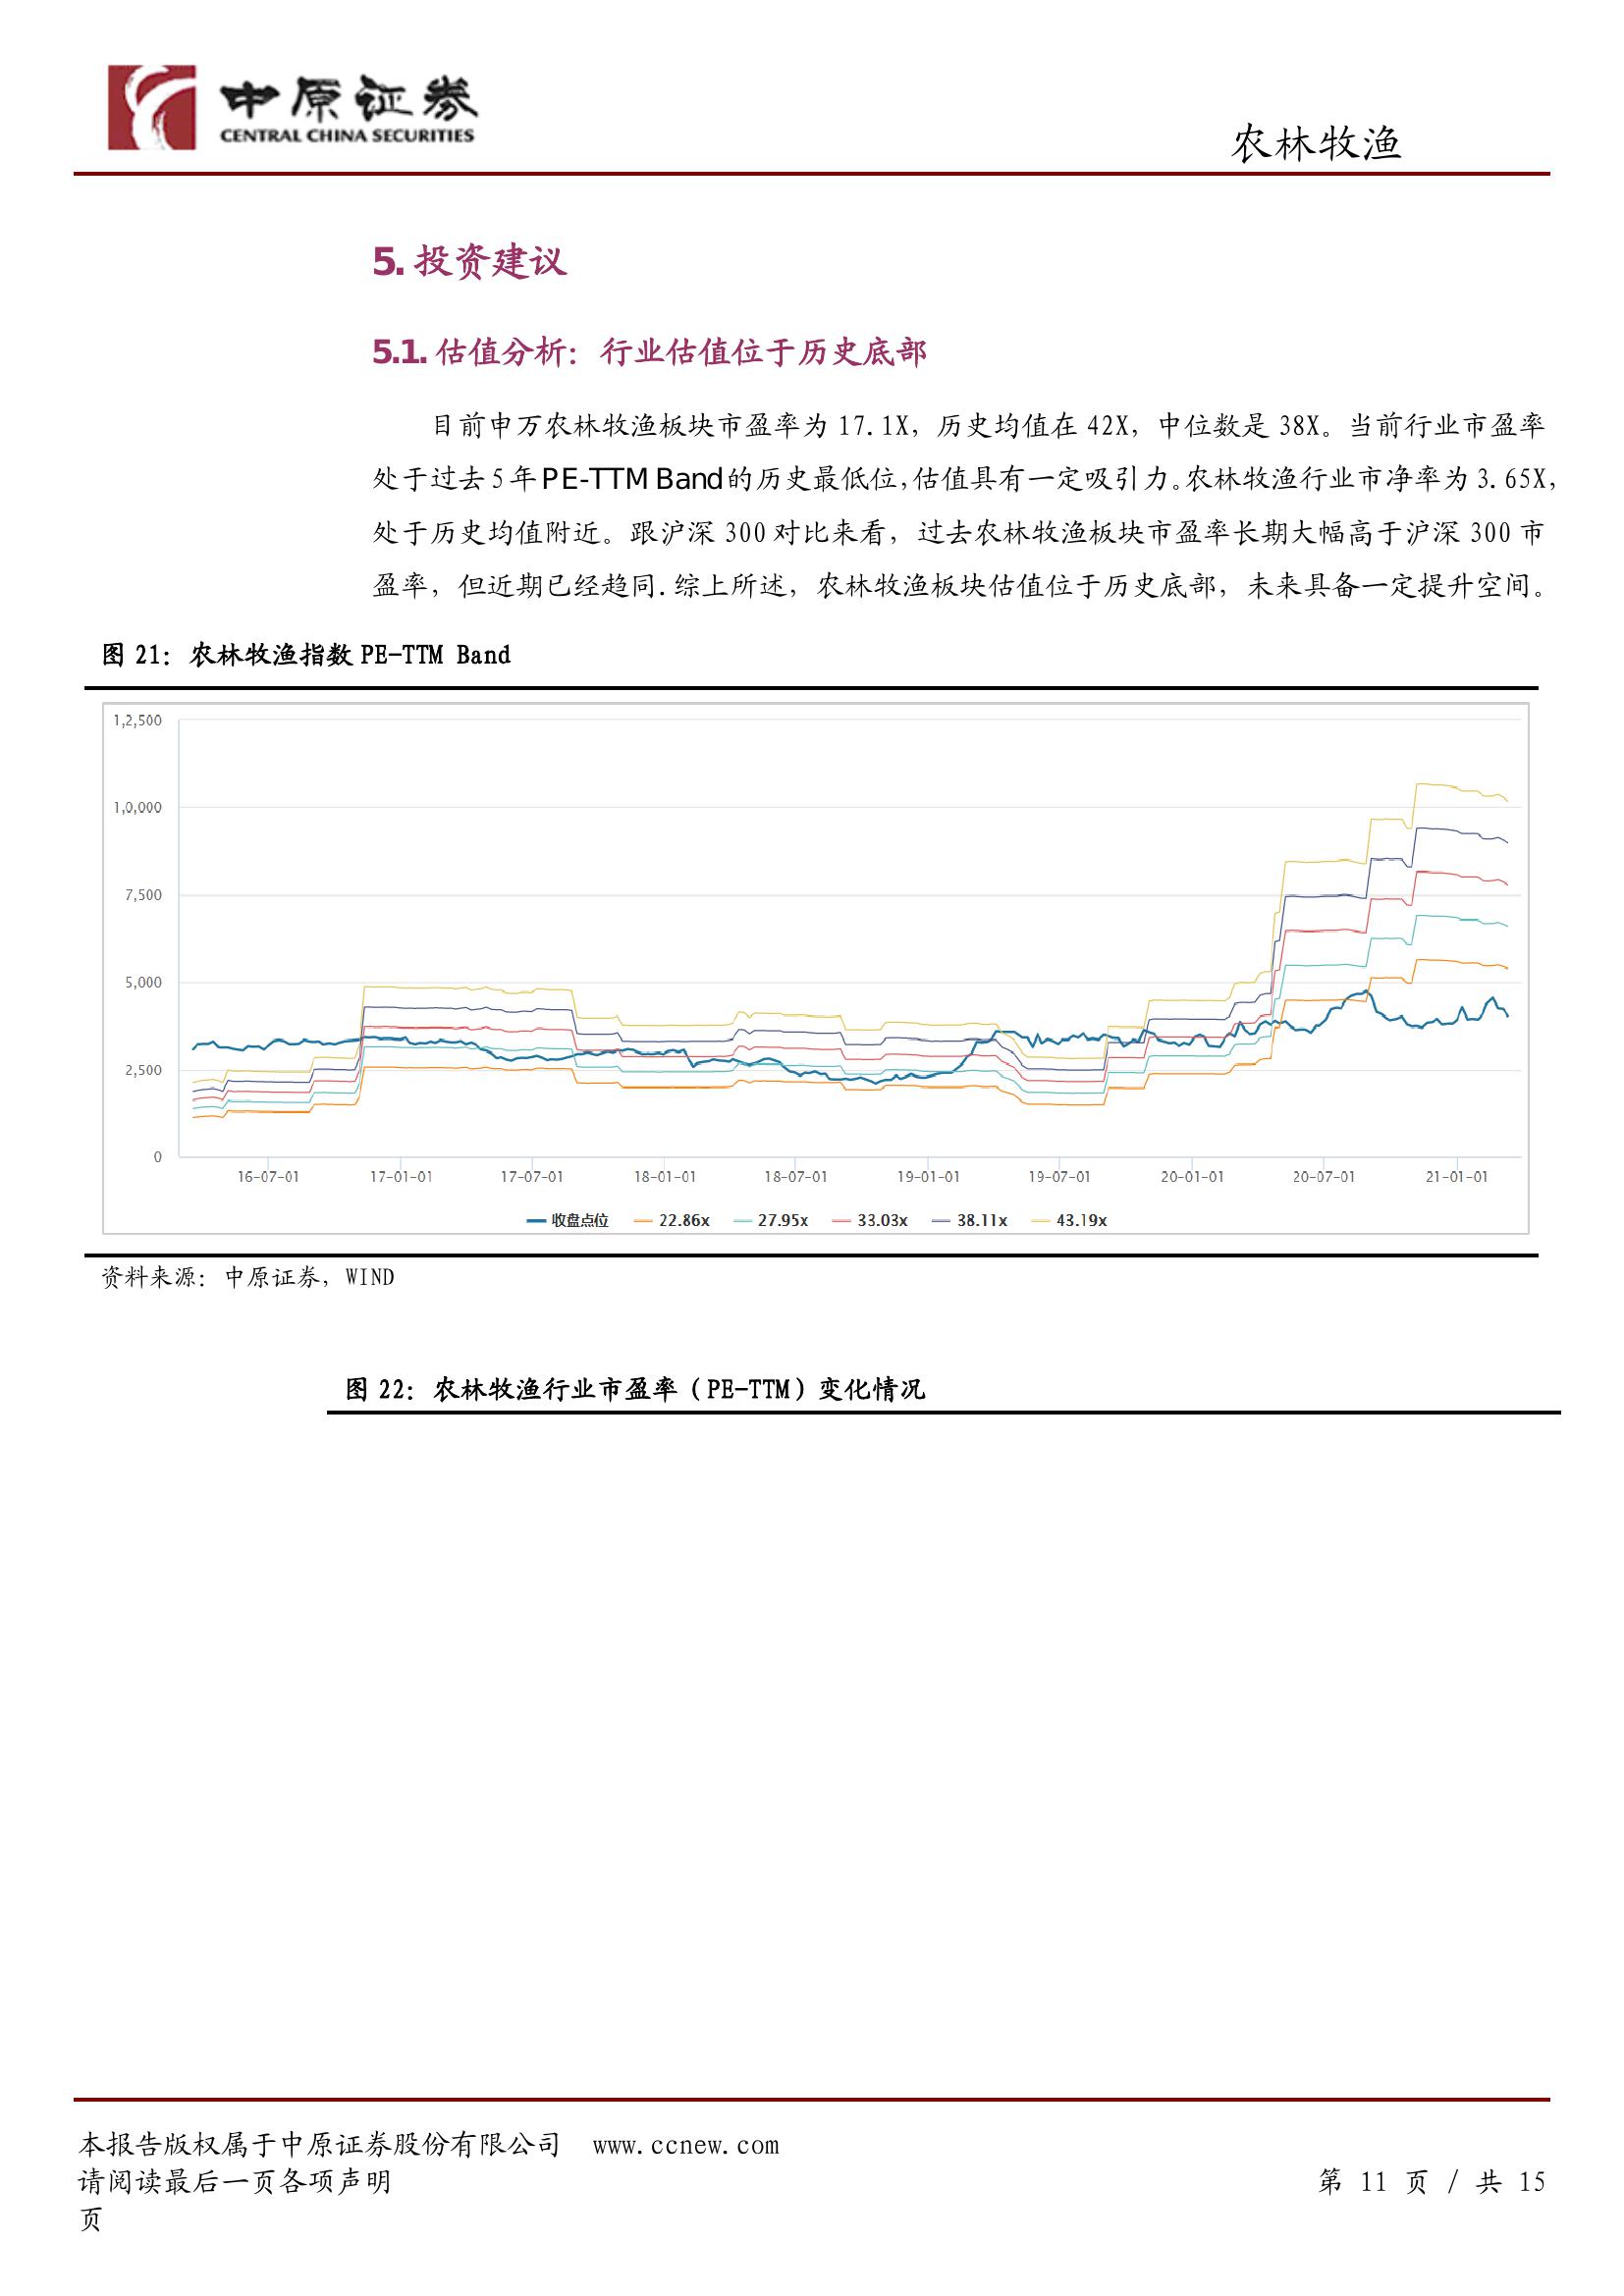 中原证券
CENTRAL CHINA SECURITIES
农林牧渔
5. 投资建议
5.1. 估值分析：行业估值位于历史底部
目前申万农林牧渔板块市盈率为 17.1X，历史均值在 42X，中位数是 38X。当前行业市盈率
处于过去 5 年 PE-TTM Band 的历史最低位，估值具有一定吸引力。农林牧渔行业市净率为 3.65X，
处于历史均值附近。跟沪深 300 对比来看，过去农林牧渔板块市盈率长期大幅高于沪深 300 市
盈率，但近期已经趋同.综上所述，农林牧渔板块估值位于历史底部，未来具备一定提升空间。
图 21：农林牧渔指数 PE-TTM Band
1,2,500
1,0,000
7,500
5,000
2,500
0
16-07-01 17-01-01 17-07-01 18-01-01 18-07-01 19-01-01 19-07-01 20-01-01 20-07-01 21-01-01
收盘点位 22.86x 27.95x 33.03x 38.11x 43.19x
资料来源：中原证券，WIND
图 22：农林牧渔行业市盈率（PE-TTM）变化情况
本报告版权属于中原证券股份有限公司 www.ccnew.com
请阅读最后一页各项声明 第 11 页 / 共 15
页